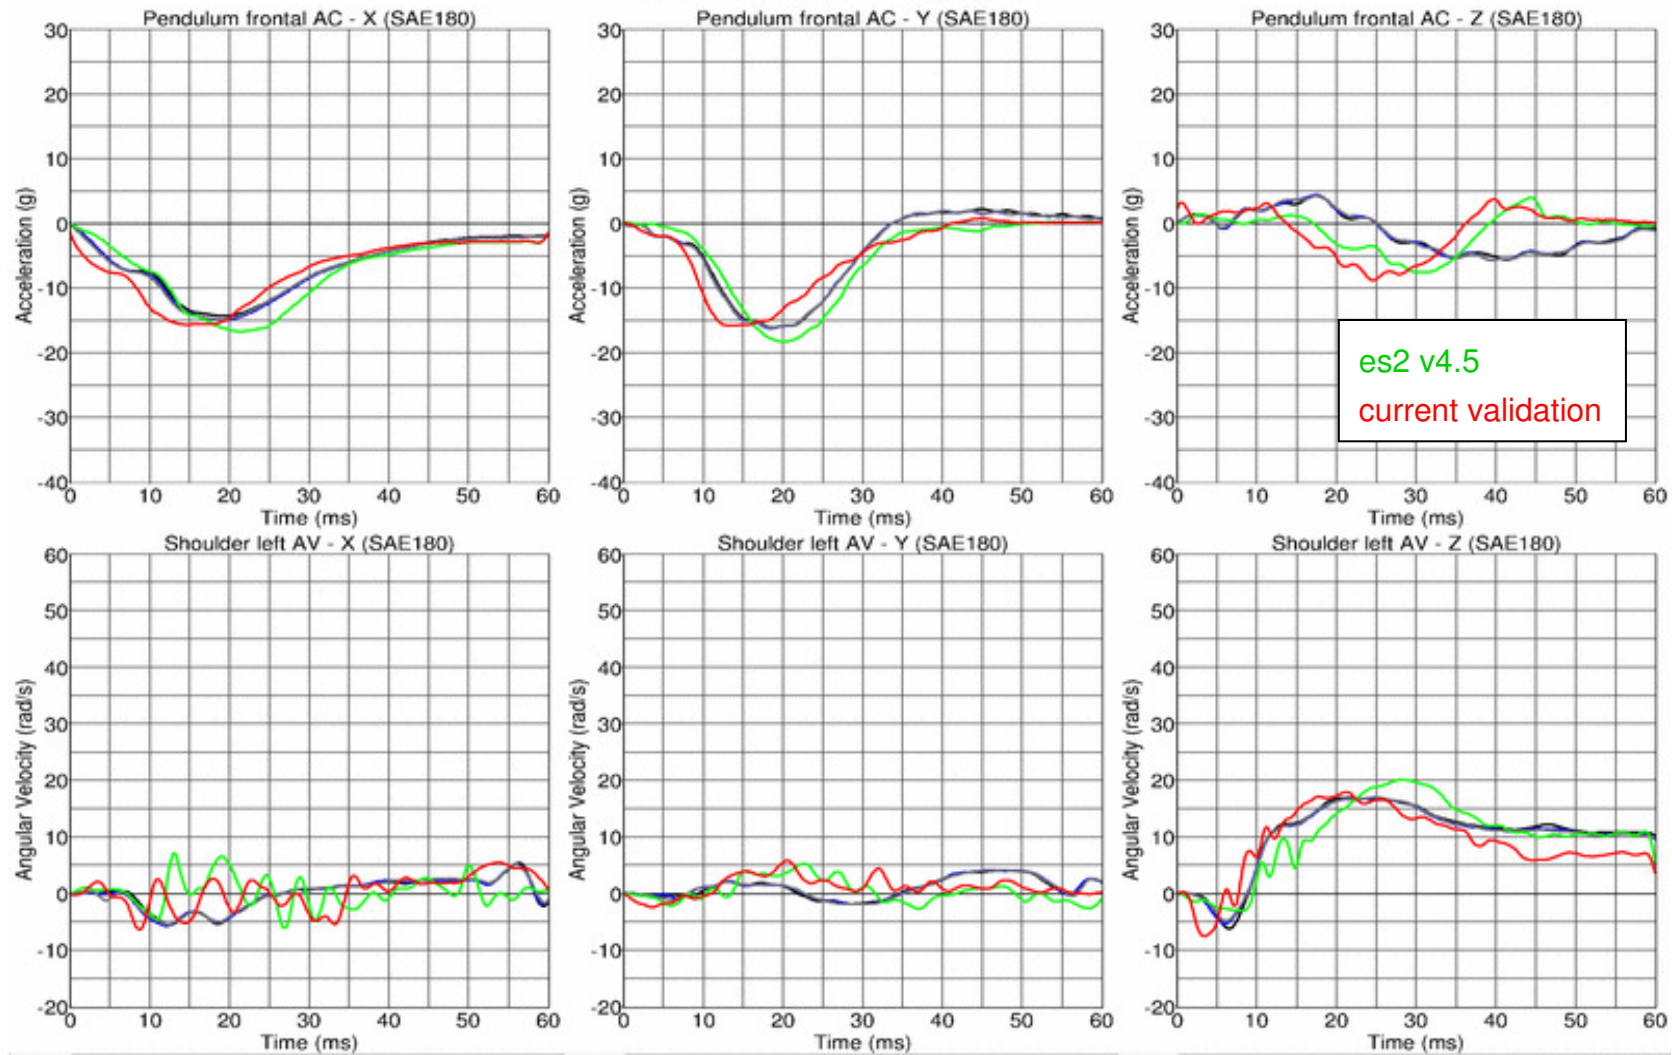 Pendulum frontal AC - X (SAE180)
30
20
10
0
-10
-20
-30
-40
Acceleration (g)
0 10 20 30 40 50 60
Time (ms)
Pendulum frontal AC - Y (SAE180)
30
20
10
0
-10
-20
-30
-40
Acceleration (g)
0 10 20 30 40 50 60
Time (ms)
Pendulum frontal AC - Z (SAE180)
30
20
10
0
-10
-20
-30
-40
Acceleration (g)
es2 v4.5
current validation
0 10 20 30 40 50 60
Time (ms)
Shoulder left AV - X (SAE180)
60
50
40
30
20
10
0
-10
-20
Angular Velocity (rad/s)
0 10 20 30 40 50 60
Time (ms)
Shoulder left AV - Y (SAE180)
60
50
40
30
20
10
0
-10
-20
Angular Velocity (rad/s)
0 10 20 30 40 50 60
Time (ms)
Shoulder left AV - Z (SAE180)
60
50
40
30
20
10
0
-10
-20
Angular Velocity (rad/s)
0 10 20 30 40 50 60
Time (ms)